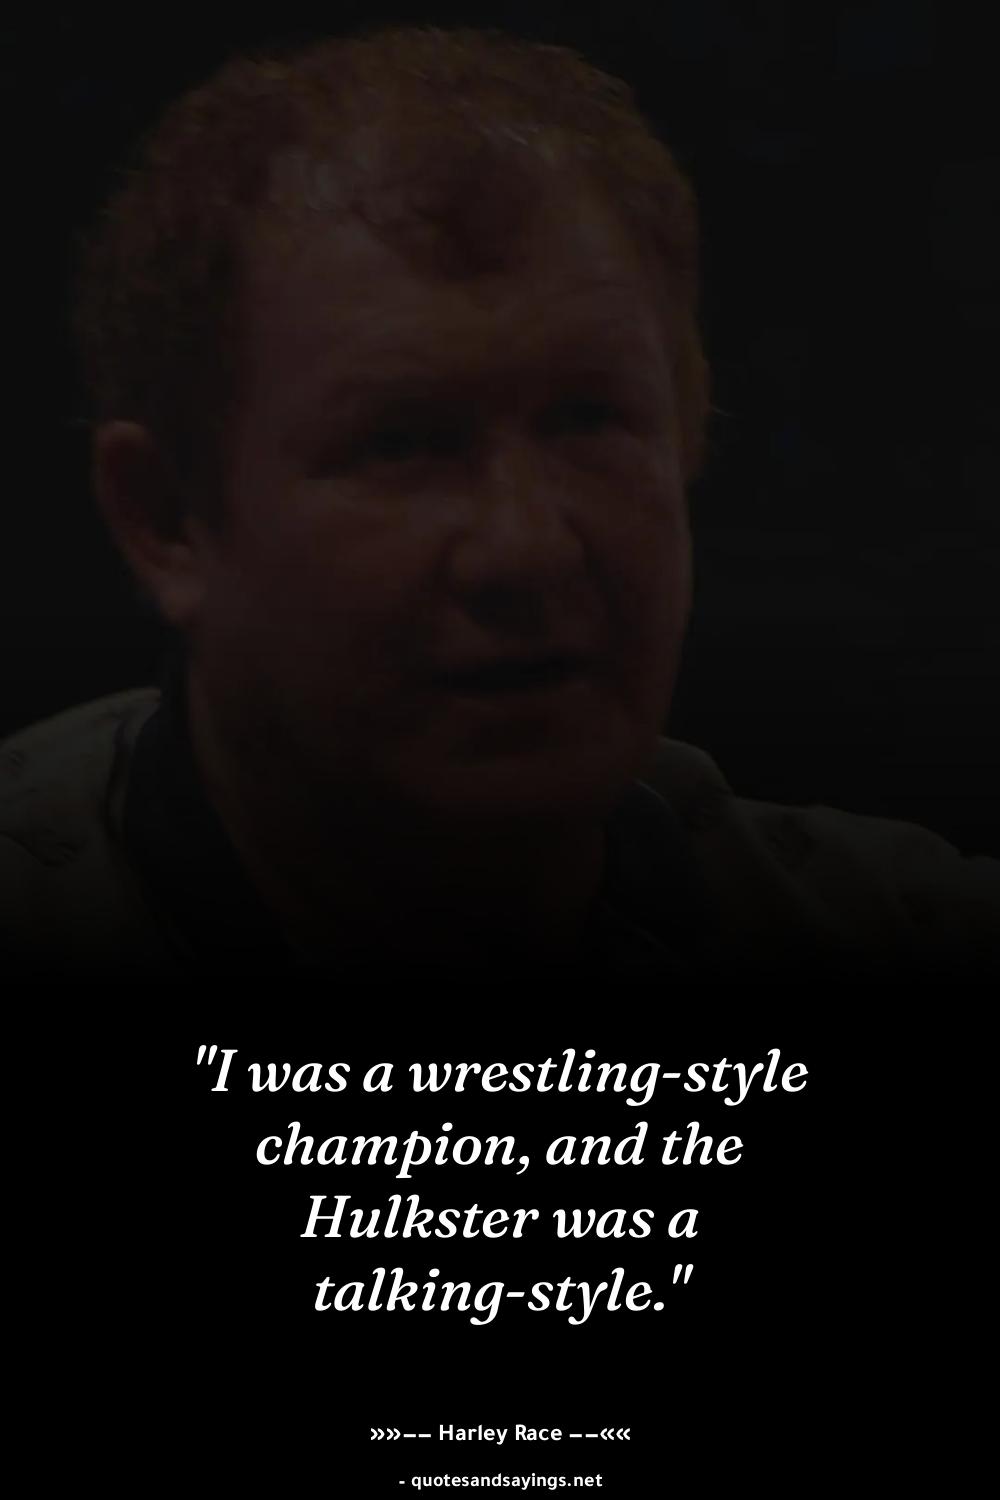 "I was a wrestling-style
champion, and the
Hulkster was a
talking-style."
»»−− Harley Race −−««
- quotesandsayings.net